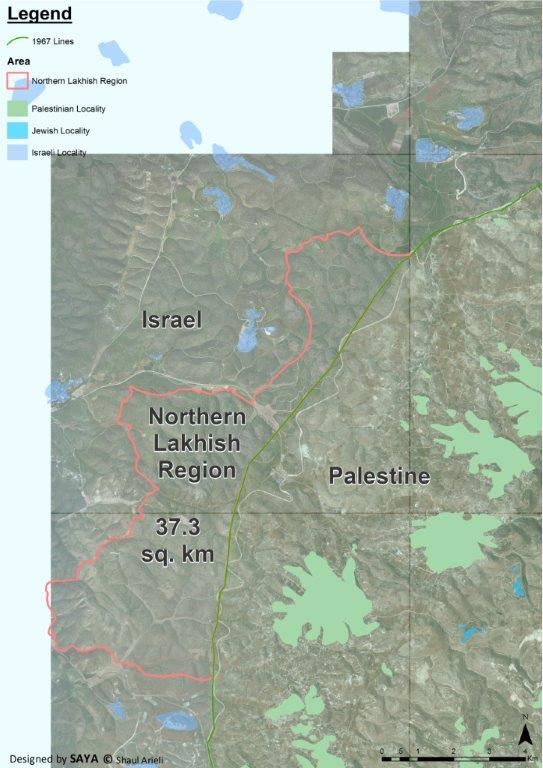 Legend
1967 Lines
Area
Northern Lakhish Region
Palestinian Locality
Jewish Locality
Israeli Locality
Israel
Northern
Lakhish
Region
Palestine
37.3
sq. km
N
0 .5 1 2 3 4
Km
Designed by SAYA © Shaul Arieli